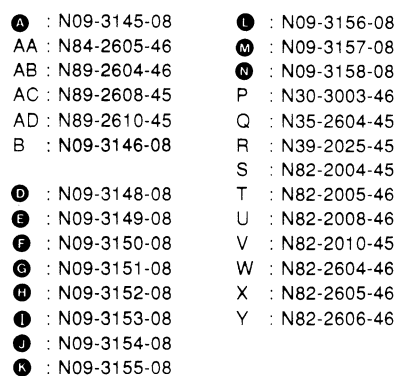 A : N09-3145-08
AA : N84-2605-46
AB : N89-2604-46
AC : N89-2608-45
AD : N89-2610-45
B : N09-3146-08
D : N09-3148-08
E : N09-3149-08
F : N09-3150-08
G : N09-3151-08
H : N09-3152-08
I : N09-3153-08
J : N09-3154-08
K : N09-3155-08
L : N09-3156-08
M : N09-3157-08
N : N09-3158-08
P : N30-3003-46
Q : N35-2604-45
R : N39-2025-45
S : N82-2004-45
T : N82-2005-46
U : N82-2008-46
V : N82-2010-45
W : N82-2604-46
X : N82-2605-46
Y : N82-2606-46